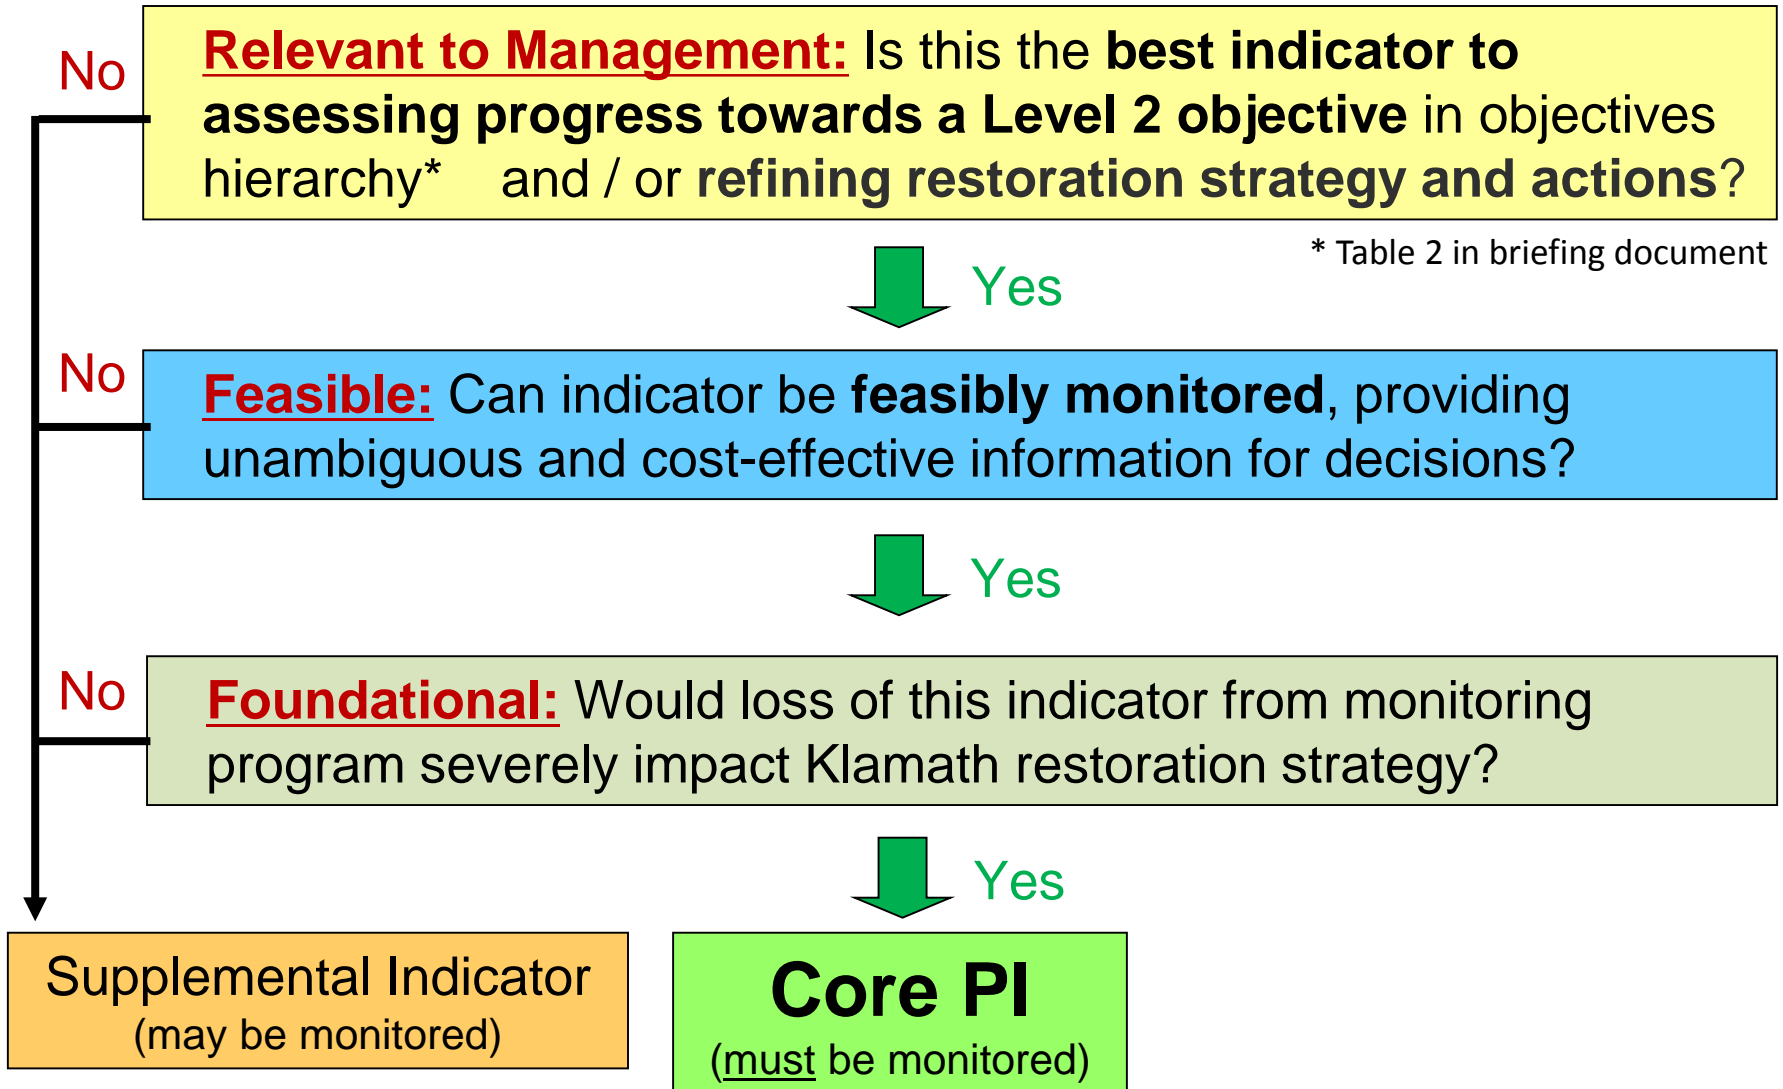 No
Relevant to Management: Is this the best indicator to
assessing progress towards a Level 2 objective in objectives
hierarchy* and / or refining restoration strategy and actions?
* Table 2 in briefing document
Yes
No
Feasible: Can indicator be feasibly monitored, providing
unambiguous and cost-effective information for decisions?
Yes
No
Foundational: Would loss of this indicator from monitoring
program severely impact Klamath restoration strategy?
Yes
Supplemental Indicator
(may be monitored)
Core PI
(must be monitored)